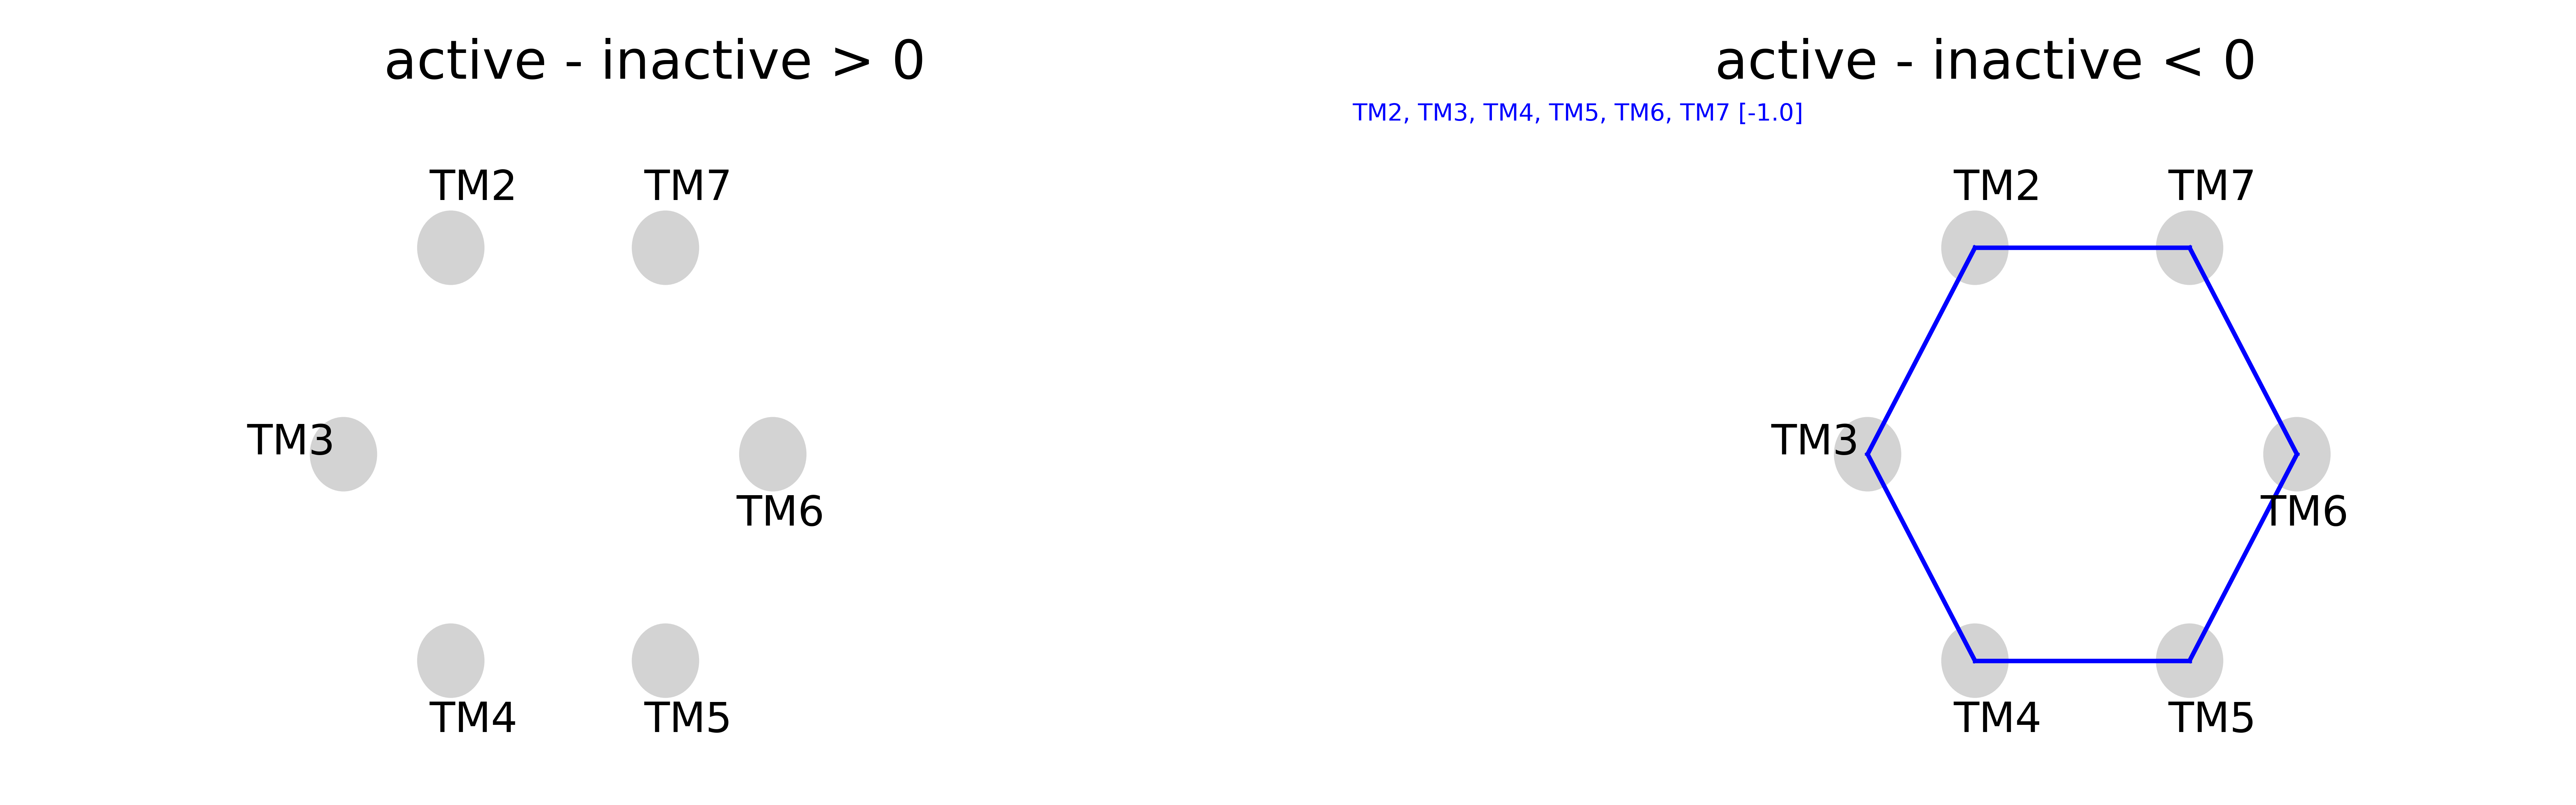 active - inactive > 0
TM2
TM7
TM3
TM6
TM4
TM5
active - inactive < 0
TM2, TM3, TM4, TM5, TM6, TM7 [-1.0]
TM2
TM7
TM3
TM6
TM4
TM5